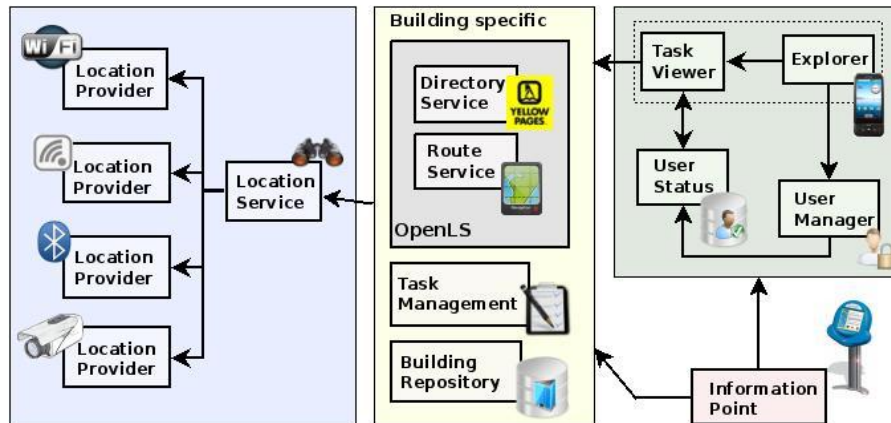 Wi Fi
Location
Provider
Location
Provider
Location
Provider
Location
Provider
Location
Service
Building specific
Directory
Service
YELLOW
PAGES
Route
Service
OpenLS
Task
Management
Building
Repository
Task
Viewer
Explorer
User
Status
User
Manager
Information
Point